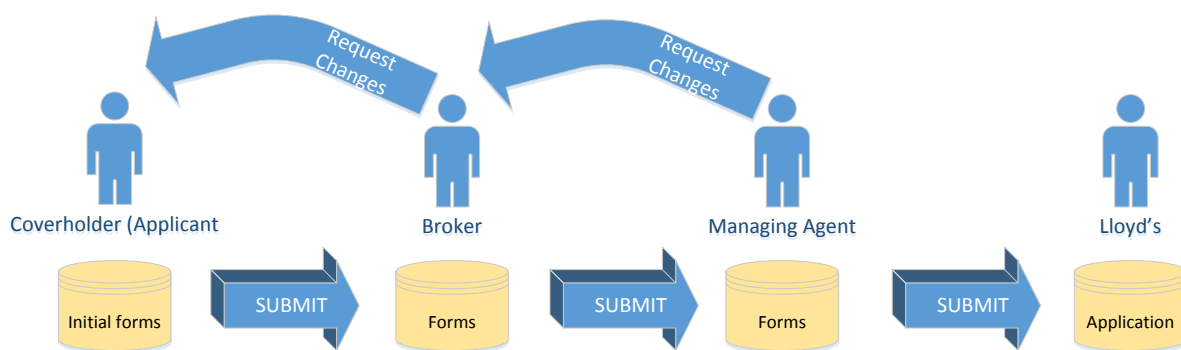 Request
Changes
Request
Changes
Coverholder (Applicant
Broker
Managing Agent
Lloyd's
SUBMIT
SUBMIT
SUBMIT
Initial forms
Forms
Forms
Application